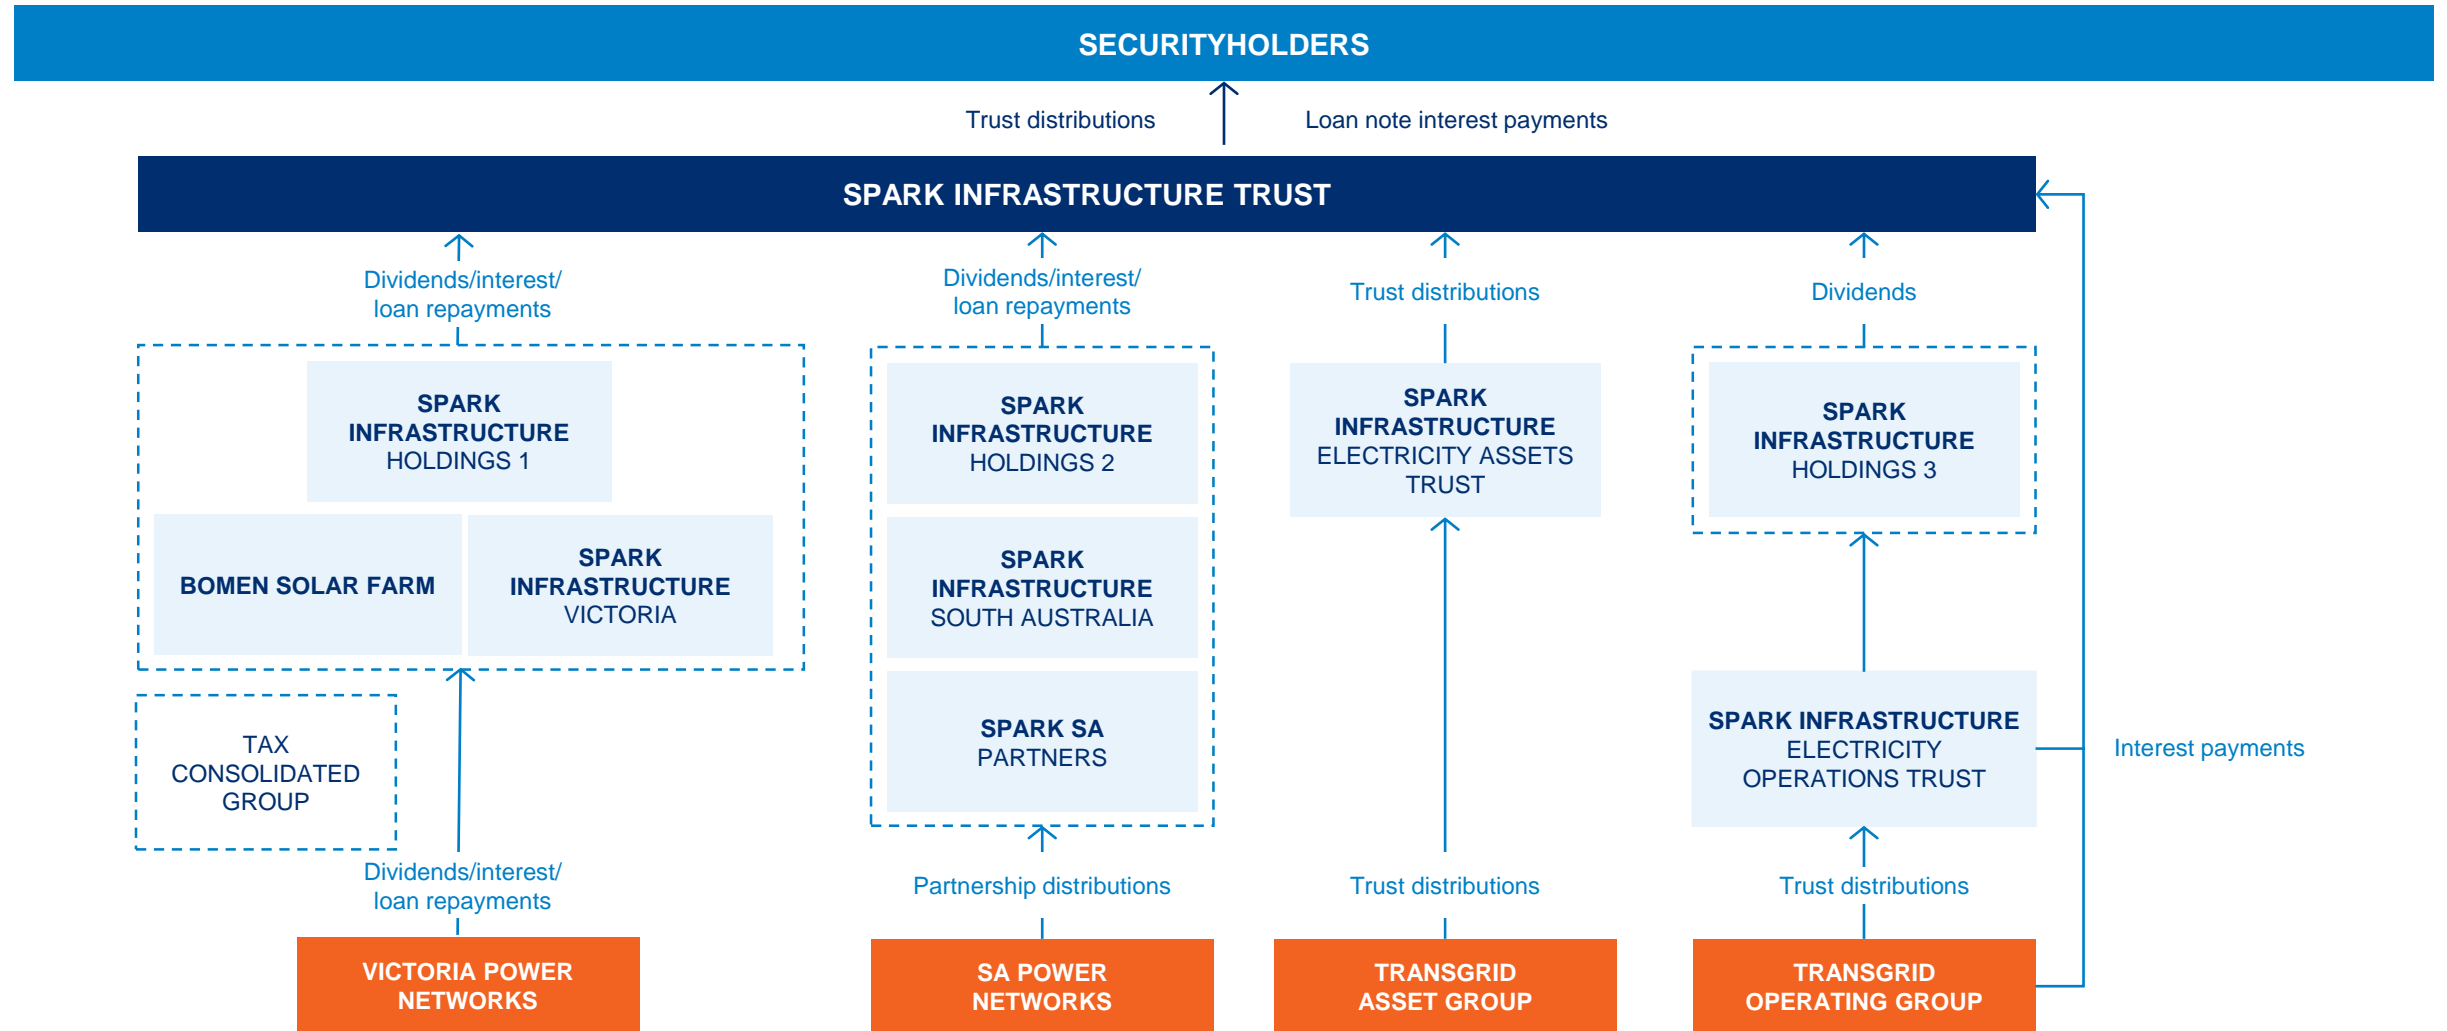 SECURITYHOLDERS
Trust distributions
Loan note interest payments
SPARK INFRASTRUCTURE TRUST
Dividends/interest/
loan repayments
Dividends/interest/
loan repayments
Trust distributions
Dividends
SPARK
INFRASTRUCTURE
HOLDINGS 1
BOMEN SOLAR FARM
SPARK
INFRASTRUCTURE
VICTORIA
SPARK
INFRASTRUCTURE
HOLDINGS 2
SPARK
INFRASTRUCTURE
SOUTH AUSTRALIA
SPARK SA
PARTNERS
SPARK
INFRASTRUCTURE
ELECTRICITY ASSETS
TRUST
SPARK
INFRASTRUCTURE
HOLDINGS 3
SPARK INFRASTRUCTURE
ELECTRICITY
OPERATIONS TRUST
Interest payments
TAX
CONSOLIDATED
GROUP
Dividends/interest/
loan repayments
Partnership distributions
Trust distributions
Trust distributions
VICTORIA POWER
NETWORKS
SA POWER
NETWORKS
TRANSGRID
ASSET GROUP
TRANSGRID
OPERATING GROUP